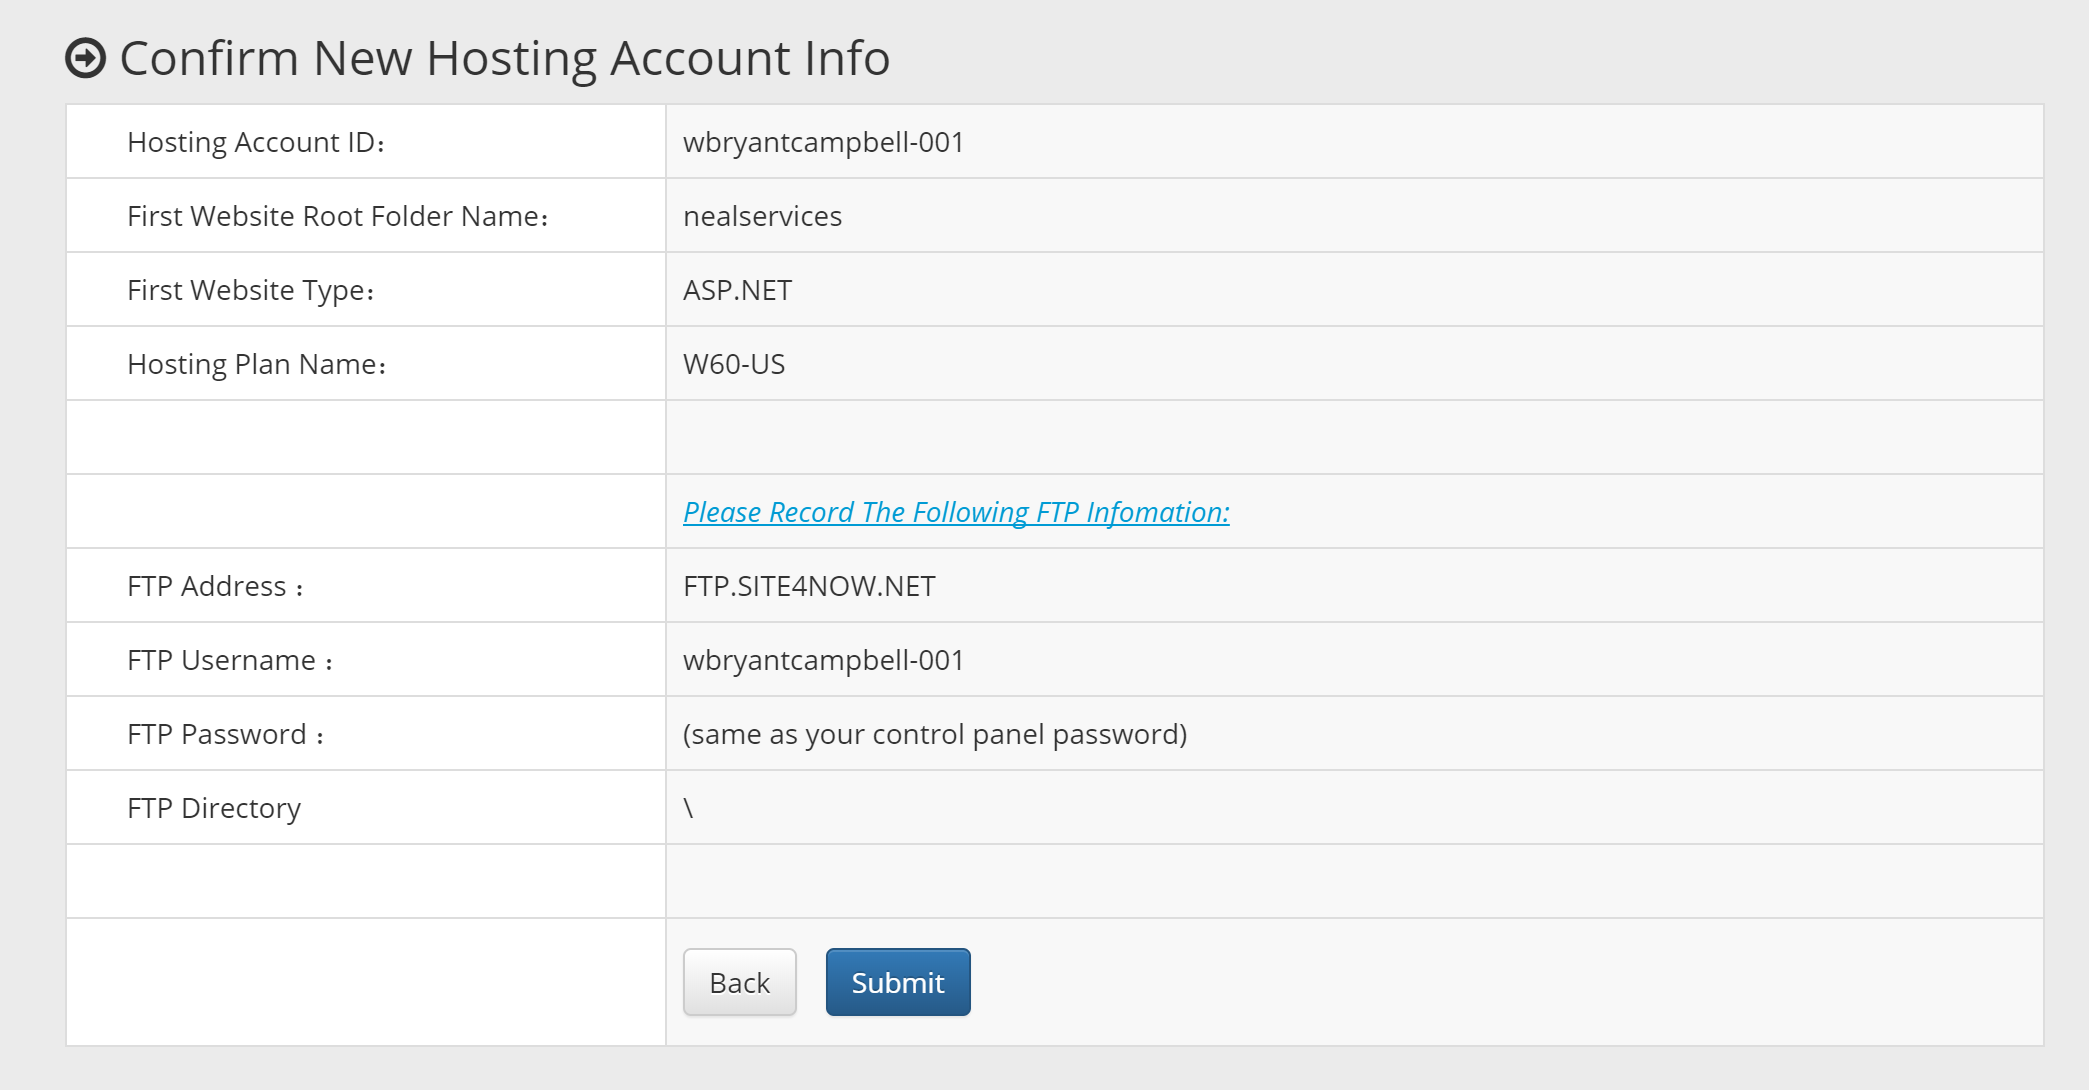 Confirm New Hosting Account Info
Hosting Account ID: wbryantcampbell-001
First Website Root Folder Name: nealservices
First Website Type: ASP.NET
Hosting Plan Name: W60-US
Please Record The Following FTP Infomation:
FTP Address : FTP.SITE4NOW.NET
FTP Username : wbryantcampbell-001
FTP Password : (same as your control panel password)
FTP Directory \
Back Submit